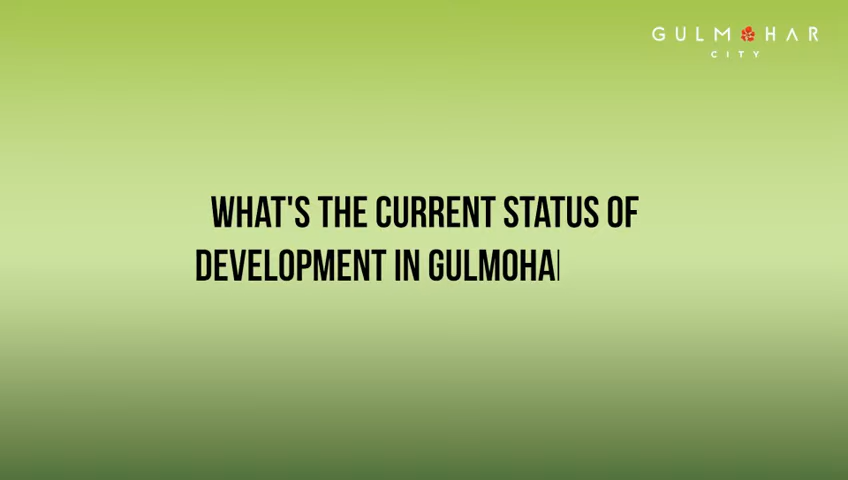 GULMOHAR
CITY
WHAT'S THE CURRENT STATUS OF
DEVELOPMENT IN GULMOHA